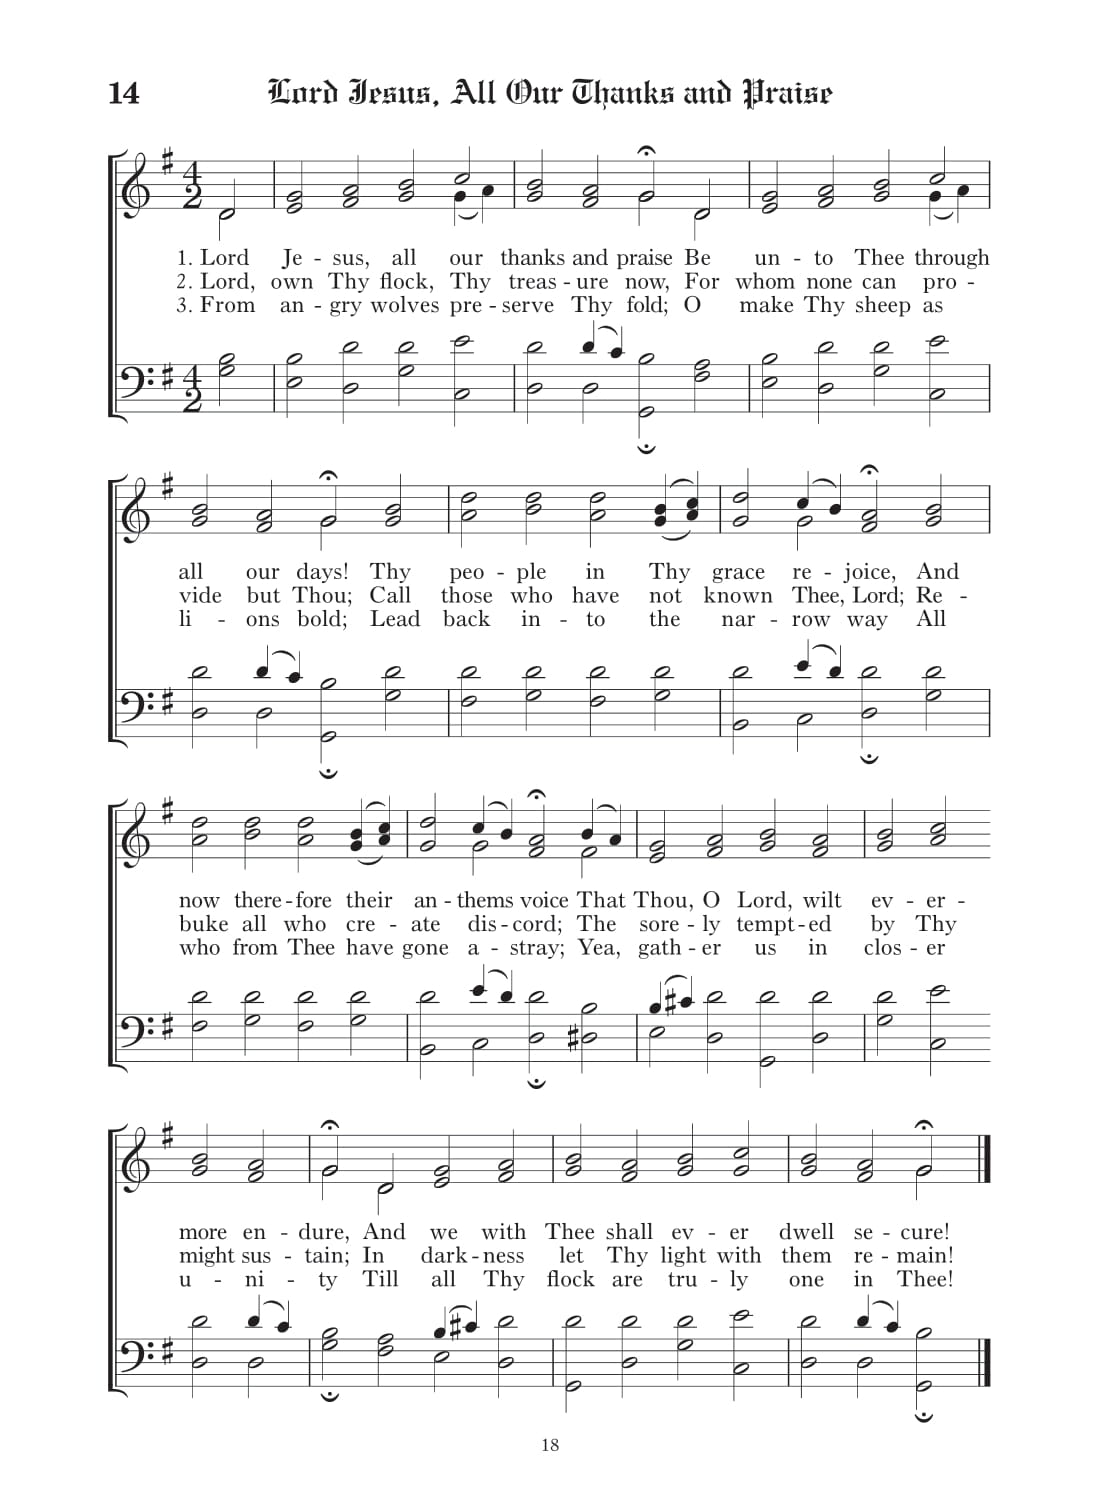 14 Lord Jesus, All Our Thanks and Praise
4 2
1. Lord Je - sus, all our thanks and praise Be un - to Thee through
2. Lord, own Thy flock, Thy treas - ure now, For whom none can pro -
3. From an - gry wolves pre - serve Thy fold; O make Thy sheep as
4 2
all our days! Thy peo - ple in Thy grace re - joice, And
vide but Thou; Call those who have not known Thee, Lord; Re -
li - ons bold; Lead back in - to the nar - row way All
now there - fore their an - thems voice That Thou, O Lord, wilt ev - er -
buke all who cre - ate dis - cord; The sore - ly tempt - ed by Thy
who from Thee have gone a - stray; Yea, gath - er us in clos - er
more en - dure, And we with Thee shall ev - er dwell se - cure!
might sus - tain; In dark - ness let Thy light with them re - main!
u - ni - ty Till all Thy flock are tru - ly one in Thee!
18